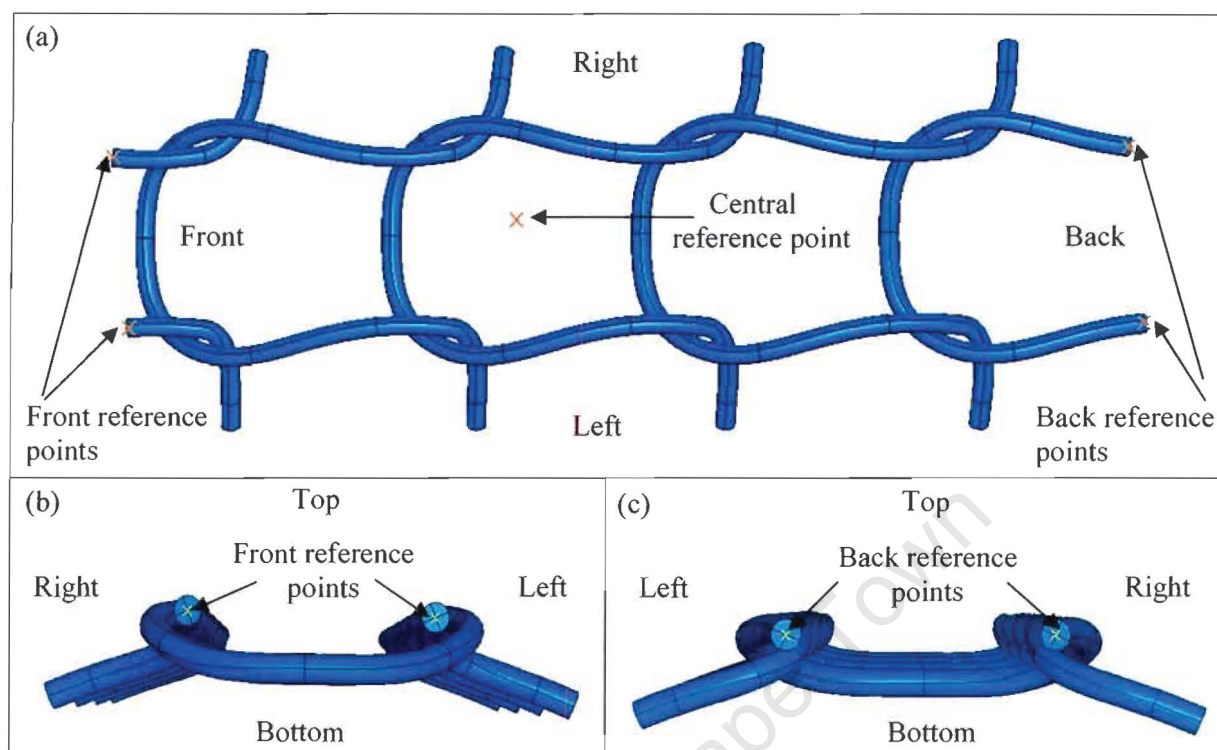 (a)
Right
Front
Central
reference point
Back
Front reference
points
Left
Back reference
points
(b)
Top
Front reference
points
Right
Left
Bottom
(c)
Top
Back reference
points
Left
Right
Bottom
Town